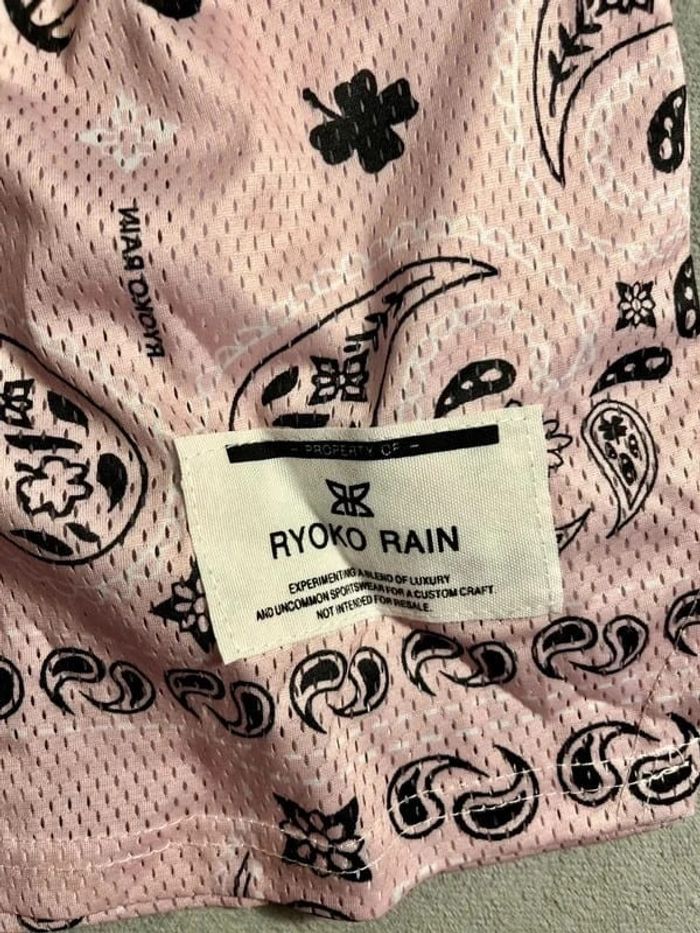 RYOKO RAIN
- PROPERTY OF -
RYOKO RAIN
EXPERIMENTING A BLEND OF LUXURY
AND UNCOMMON SPORTSWEAR FOR A CUSTOM CRAFT
NOT INTENDED FOR RESALE.